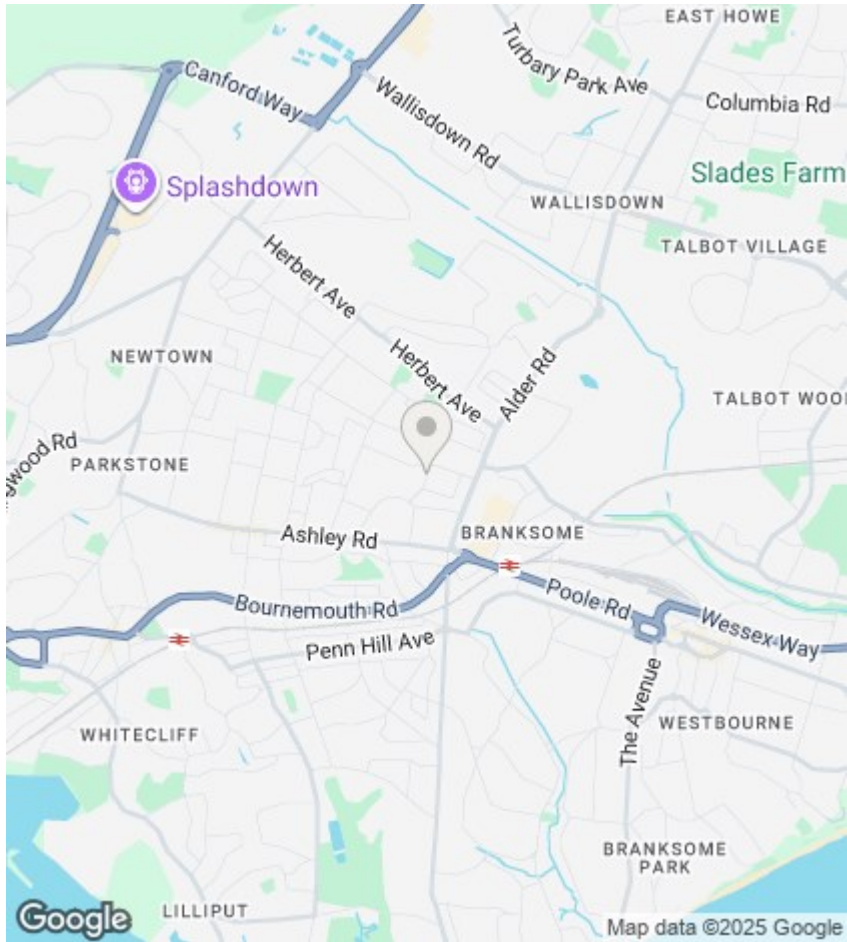 EAST HOWE
Turbary Park Ave
Canford Way
Columbia Rd
Wallisdown Rd
Slades Farm
Splashdown
WALLISDOWN
TALBOT VILLAGE
Herbert Ave
NEWTOWN
Herbert Ave
Alder Rd
TALBOT WOO
gwood Rd
PARKSTONE
Ashley Rd
BRANKSOME
Bournemouth Rd
Poole Rd
Wessex Way
Penn Hill Ave
The Avenue
WHITECLIFF
WESTBOURNE
BRANKSOME
PARK
LILLIPUT
Google
Map data ©2025 Google